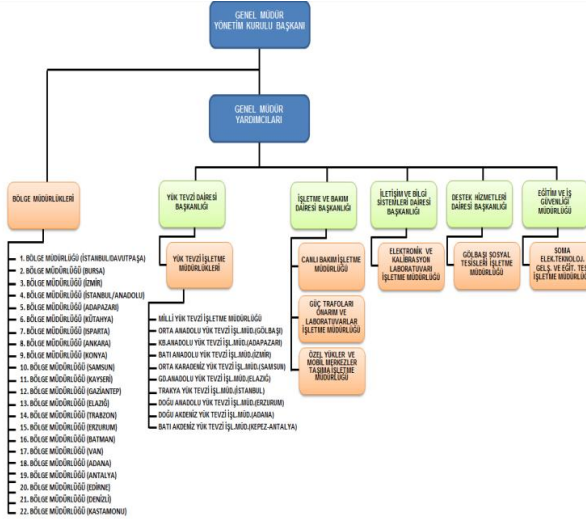 GENEL MÜDÜR
YÖNETİM KURULU BAŞKANI
GENEL MÜDÜR
YARDIMCILARI
BÖLGE MÜDÜRLÜKLERİ
YÜK TEVZİ DAİRESİ
BAŞKANLIĞI
İŞLETME VE BAKIM
DAİRESİ BAŞKANLIĞI
İLETİŞİM VE BİLGİ
SİSTEMLERİ DAİRESİ
BAŞKANLIĞI
DESTEK HİZMETLERİ
DAİRESİ BAŞKANLIĞI
EĞİTİM VE İŞ
GÜVENLİĞİ
MÜDÜRLÜĞÜ
YÜK TEVZİ İŞLETME
MÜDÜRLÜKLERİ
CANLI BAKIM İŞLETME
MÜDÜRLÜĞÜ
ELEKTRONİK VE
KALİBRASYON
LABORATUVARI
İŞLETME MÜDÜRLÜĞÜ
GÖLBAŞI SOSYAL
TESİSLERİ İŞLETME
MÜDÜRLÜĞÜ
SOMA
ELEK.TEKNOLOJ.
GELŞ. VE EĞİT. TES
İŞLETME MÜDÜRLÜ
GÜÇ TRAFOLARI
ONARIM VE
LABORATUVARLAR
İŞLETME MÜDÜRLÜĞÜ
ÖZEL YÜKLER VE
MOBİL MERKEZLER
TAŞIMA İŞLETME
MÜDÜRLÜĞÜ
1. BÖLGE MÜDÜRLÜĞÜ (İSTANBUL/DAVUTPAŞA)
2. BÖLGE MÜDÜRLÜĞÜ (BURSA)
3. BÖLGE MÜDÜRLÜĞÜ (İZMİR)
4. BÖLGE MÜDÜRLÜĞÜ (İSTANBUL/ANADOLU)
5. BÖLGE MÜDÜRLÜĞÜ (ADAPAZARI)
6. BÖLGE MÜDÜRLÜĞÜ (KÜTAHYA)
7. BÖLGE MÜDÜRLÜĞÜ (ISPARTA)
8. BÖLGE MÜDÜRLÜĞÜ (ANKARA)
9. BÖLGE MÜDÜRLÜĞÜ (KONYA)
10. BÖLGE MÜDÜRLÜĞÜ (SAMSUN)
11. BÖLGE MÜDÜRLÜĞÜ (KAYSERİ)
12. BÖLGE MÜDÜRLÜĞÜ (GAZİANTEP)
13. BÖLGE MÜDÜRLÜĞÜ (ELAZIĞ)
14. BÖLGE MÜDÜRLÜĞÜ (TRABZON)
15. BÖLGE MÜDÜRLÜĞÜ (ERZURUM)
16. BÖLGE MÜDÜRLÜĞÜ (BATMAN)
17. BÖLGE MÜDÜRLÜĞÜ (VAN)
18. BÖLGE MÜDÜRLÜĞÜ (ADANA)
19. BÖLGE MÜDÜRLÜĞÜ (ANTALYA)
20. BÖLGE MÜDÜRLÜĞÜ (EDİRNE)
21. BÖLGE MÜDÜRLÜĞÜ (DENİZLİ)
22. BÖLGE MÜDÜRLÜĞÜ (KASTAMONU)
MİLLİ YÜK TEVZİ İŞLETME MÜDÜRLÜĞÜ
ORTA ANADOLU YÜK TEVZİ İŞL.MÜD.(GÖLBAŞI)
KB.ANADOLU YÜK TEVZİ İŞL.MÜD.(ADAPAZARI)
BATI ANADOLU YÜK TEVZİ İŞL.MÜD.(İZMİR)
ORTA KARADENİZ YÜK TEVZİ İŞL.MÜD.(SAMSUN)
GD.ANADOLU YÜK TEVZİ İŞL.MÜD.(ELAZIĞ)
TRAKYA YÜK TEVZİ İŞL.MÜD.(İSTANBUL)
DOĞU ANADOLU YÜK TEVZİ İŞL.MÜD.(ERZURUM)
DOĞU AKDENİZ YÜK TEVZİ İŞL.MÜD.(ADANA)
BATI AKDENİZ YÜK TEVZİ İŞL.MÜD.(KEPEZ-ANTALYA)